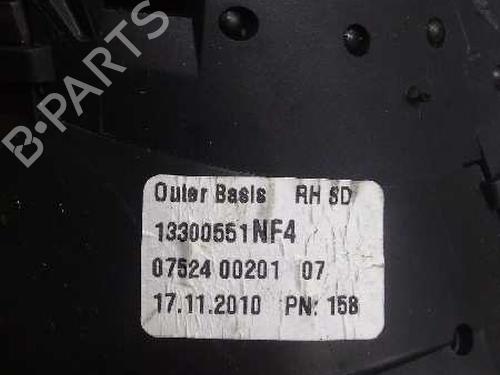 B-PARTS
Outer Basis RH SD
13300551NF4
07524 00201 07
17.11.2010 PN: 158